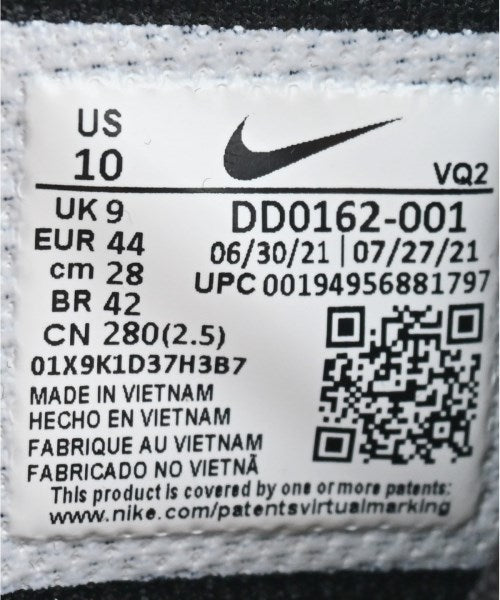 US
10
VQ2
UK 9
EUR 44
cm 28
BR 42
CN 280(2.5)
DD0162-001
06/30/21 | 07/27/21
UPC 00194956881797
01X9K1D37H3B7
MADE IN VIETNAM
HECHO EN VIETNAM
FABRIQUE AU VIETNAM
FABRICADO NO VIETNÃ
This product is covered by one or more patents:
www.nike.com/patentsvirtualmarking